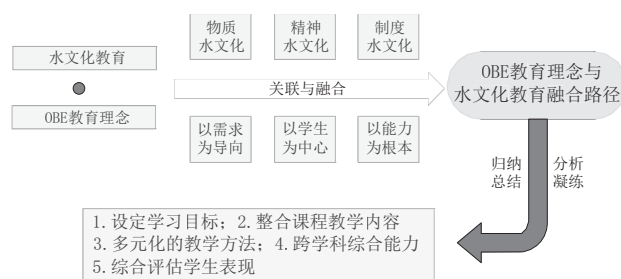 水文化教育
OBE教育理念
物质
水文化
精神
水文化
制度
水文化
关联与融合
以需求
为导向
以学生
为中心
以能力
为根本
OBE教育理念与
水文化教育融合路径
归纳
总结
分析
凝练
1.设定学习目标；2.整合课程教学内容
3.多元化的教学方法；4.跨学科综合能力
5.综合评估学生表现